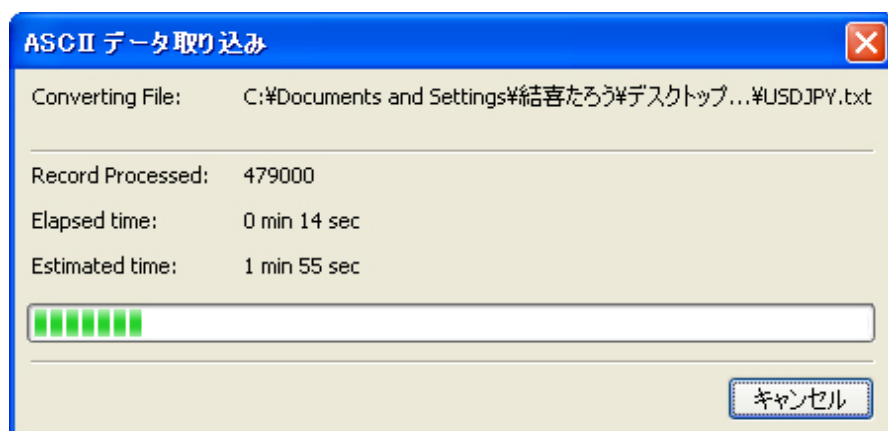 ASCII データ取り込み
Converting File: C:¥Documents and Settings¥結喜たろう¥デスクトップ...¥USDJPY.txt
Record Processed: 479000
Elapsed time: 0 min 14 sec
Estimated time: 1 min 55 sec
キャンセル